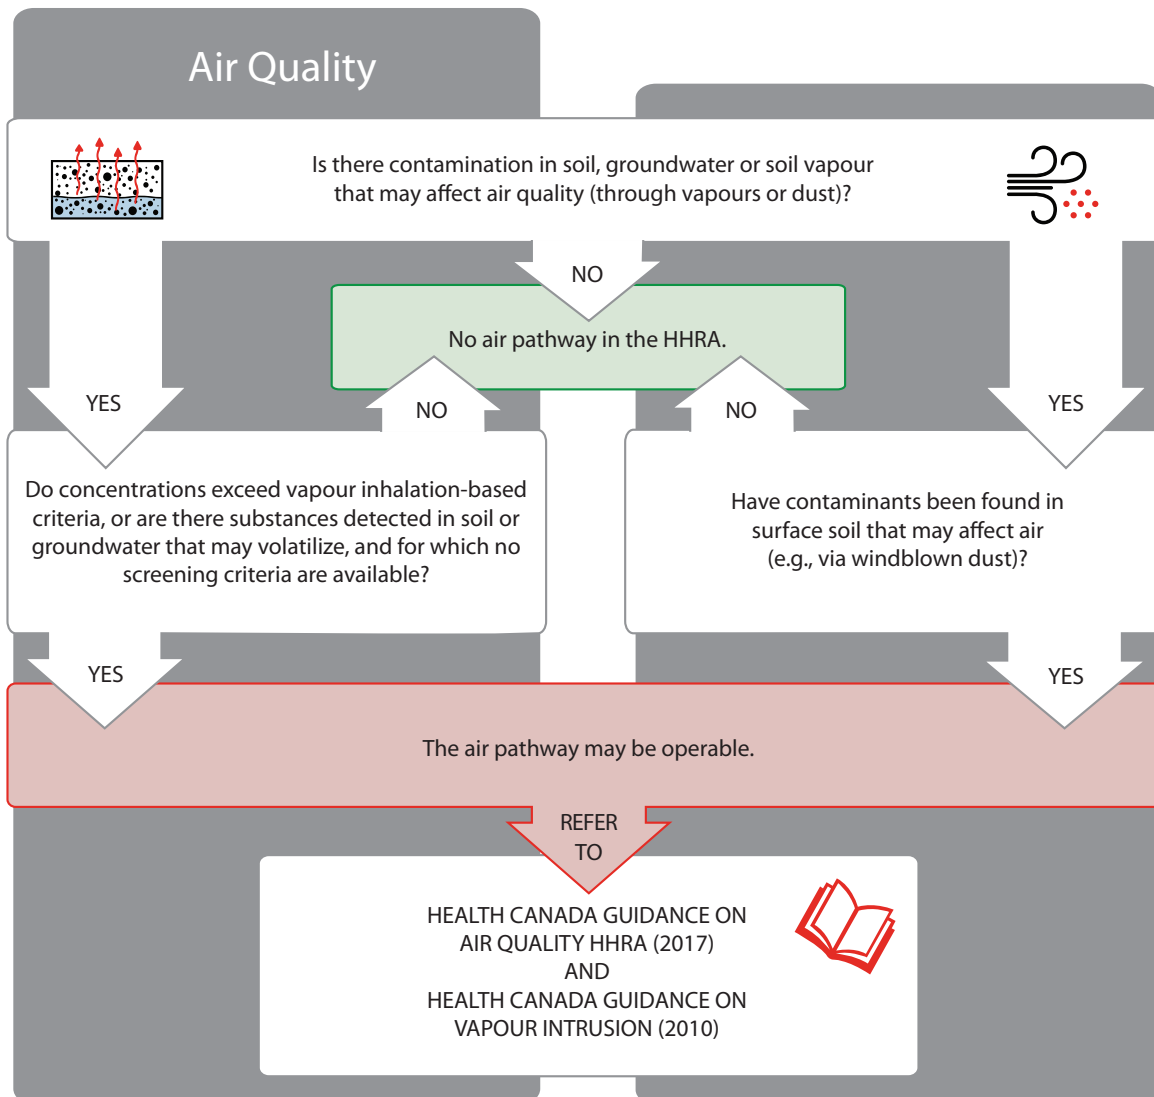 Air Quality
Is there contamination in soil, groundwater or soil vapour
that may affect air quality (through vapours or dust)?
NO
No air pathway in the HHRA.
YES
NO
NO
YES
Do concentrations exceed vapour inhalation-based
criteria, or are there substances detected in soil or
groundwater that may volatilize, and for which no
screening criteria are available?
Have contaminants been found in
surface soil that may affect air
(e.g., via windblown dust)?
YES
YES
The air pathway may be operable.
REFER
TO
HEALTH CANADA GUIDANCE ON
AIR QUALITY HHRA (2017)
AND
HEALTH CANADA GUIDANCE ON
VAPOUR INTRUSION (2010)